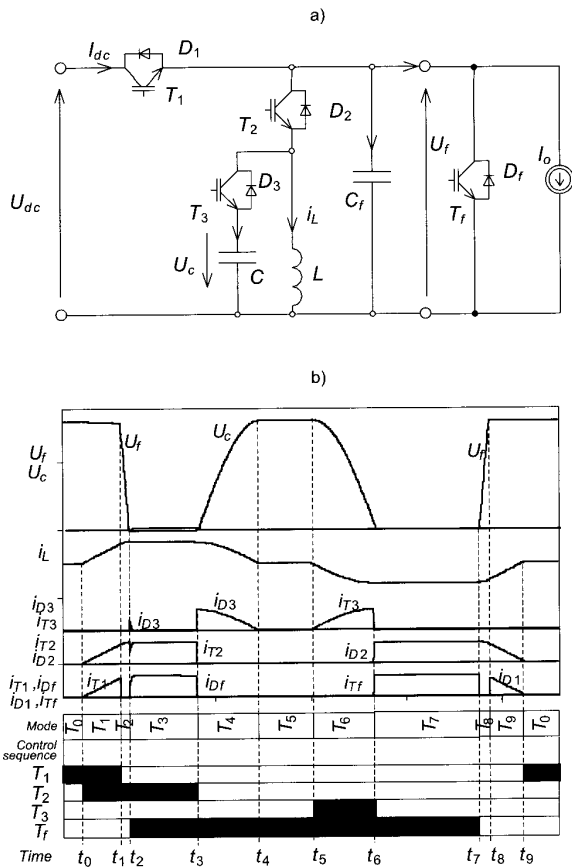 a)
I_dc D_1
T_1
T_2 D_2
U_f I_o
D_3 D_f
U_dc T_3 i_L C_f T_f
U_c C L
b)
U_f U_c U_f
U_f
U_c
i_L
i_D3
i_T3 i_D3 i_T3
i_T2
i_D2 i_T2 i_D2
i_T1, i_Df
i_D1, i_Tf i_T1 i_Df i_Tf i_D1
Mode T_0 T_1 T_2 T_3 T_4 T_5 T_6 T_7 T_8 T_9 T_0
Control
sequence
T_1
T_2
T_3
T_f
Time t_0 t_1 t_2 t_3 t_4 t_5 t_6 t_7 t_8 t_9